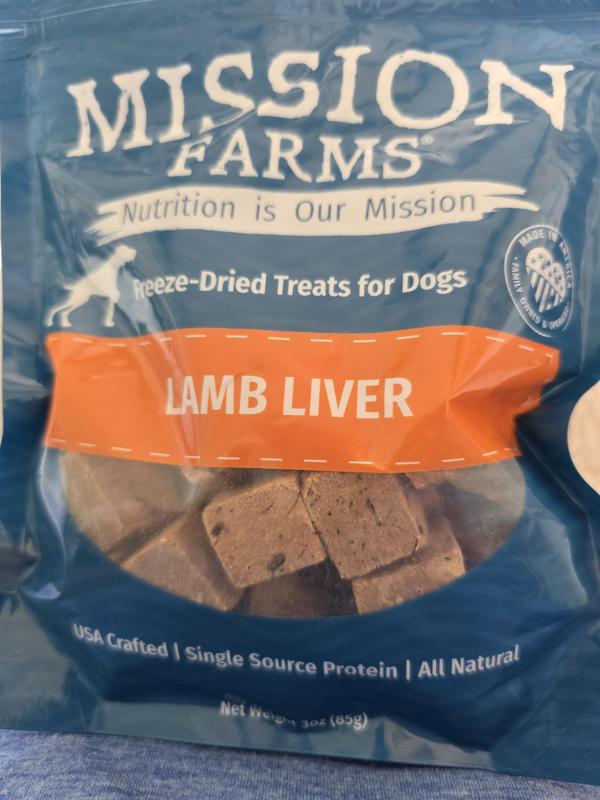 MISSION
FARMS®
Nutrition is Our Mission
Freeze-Dried Treats for Dogs
MADE IN AMERICA
FAMILY OWNED & OPERATED
LAMB LIVER
USA Crafted | Single Source Protein | All Natural
Net Weight 3oz (85g)